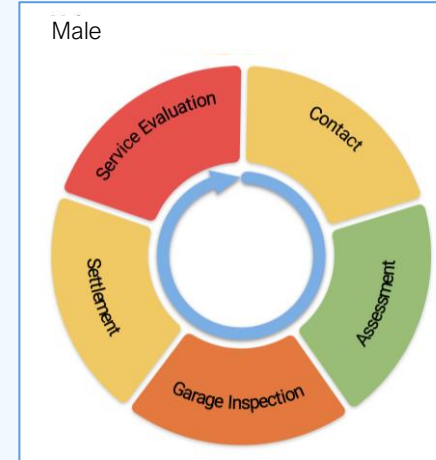 Male
Contact
Assessment
Garage Inspection
Settlement
Service Evaluation